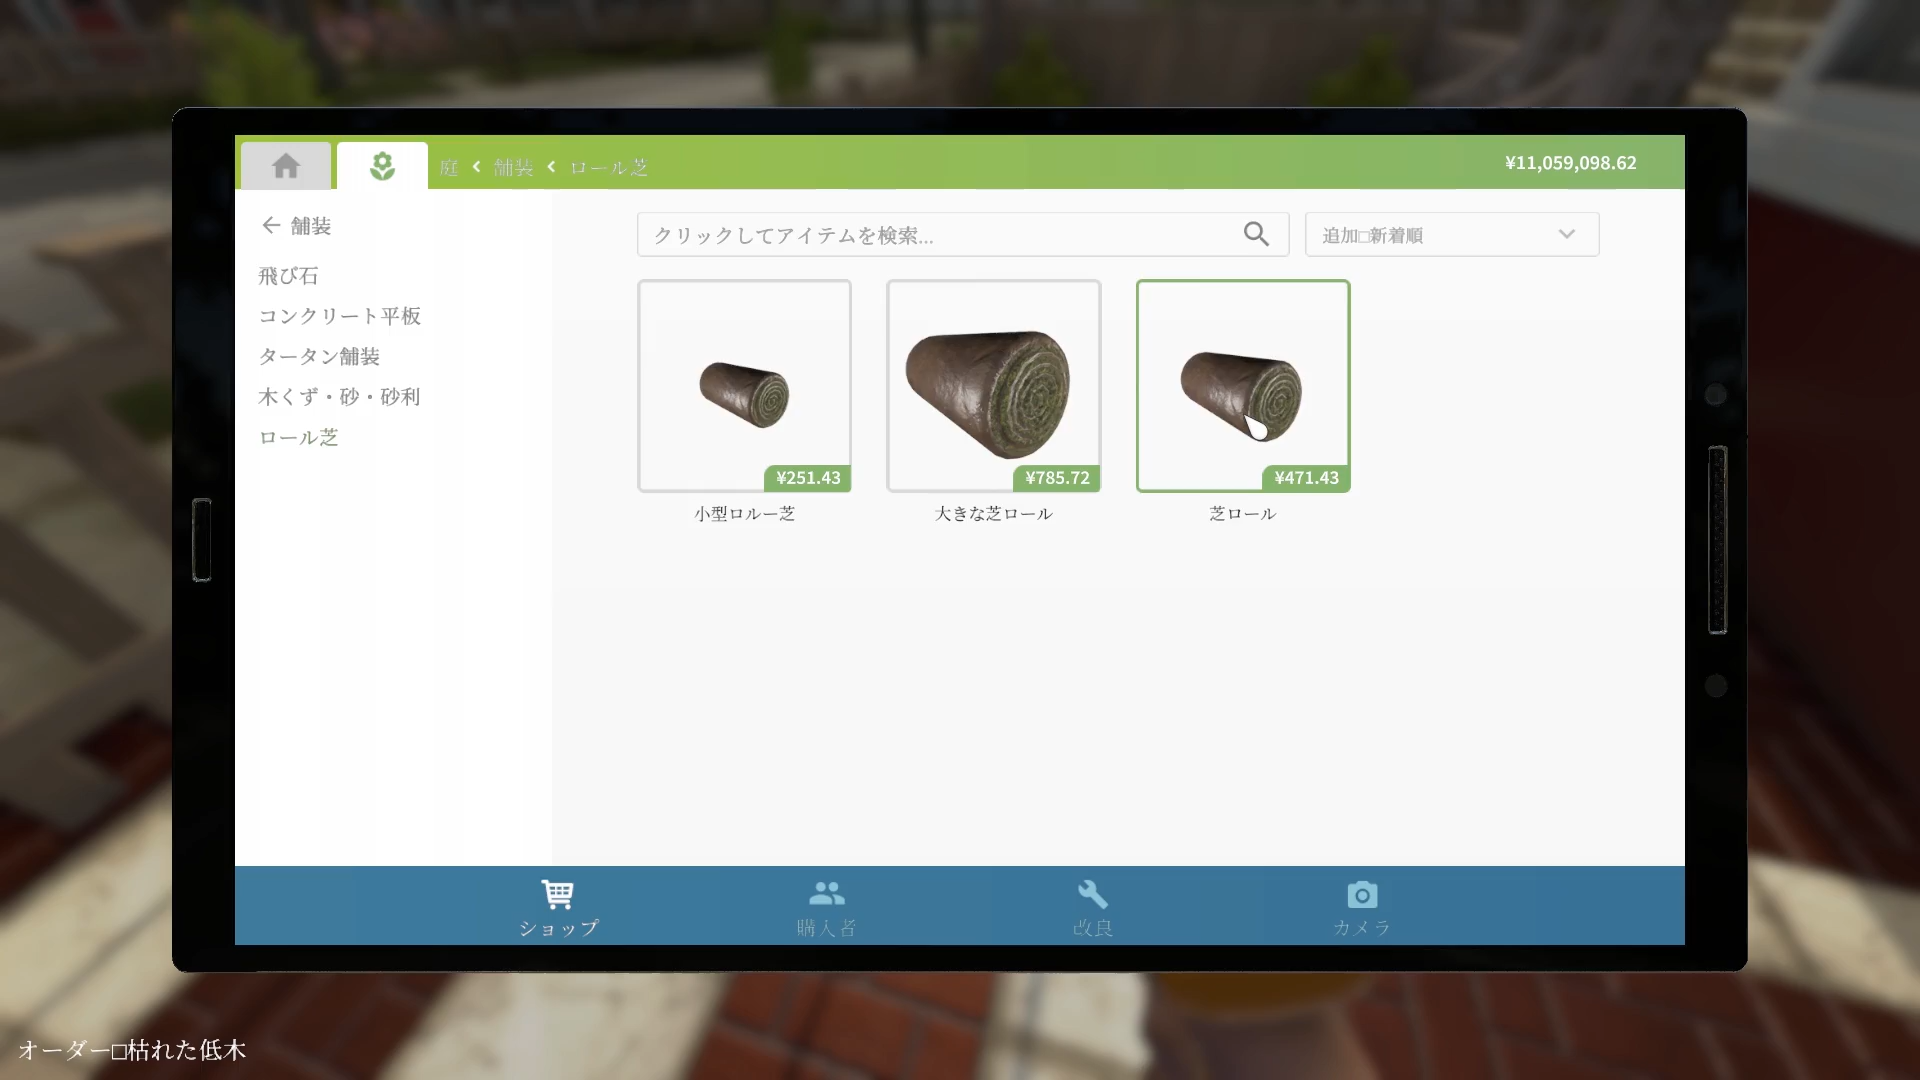 庭 ‹ 舗装 ‹ ロール芝
¥11,059,098.62
← 舗装
飛び石
コンクリート平板
タータン舗装
木くず・砂・砂利
ロール芝
クリックしてアイテムを検索...
追加□新着順
¥251.43
¥785.72
¥471.43
小型ロルー芝
大きな芝ロール
芝ロール
ショップ
購入者
改良
カメラ
オーダー□枯れた低木